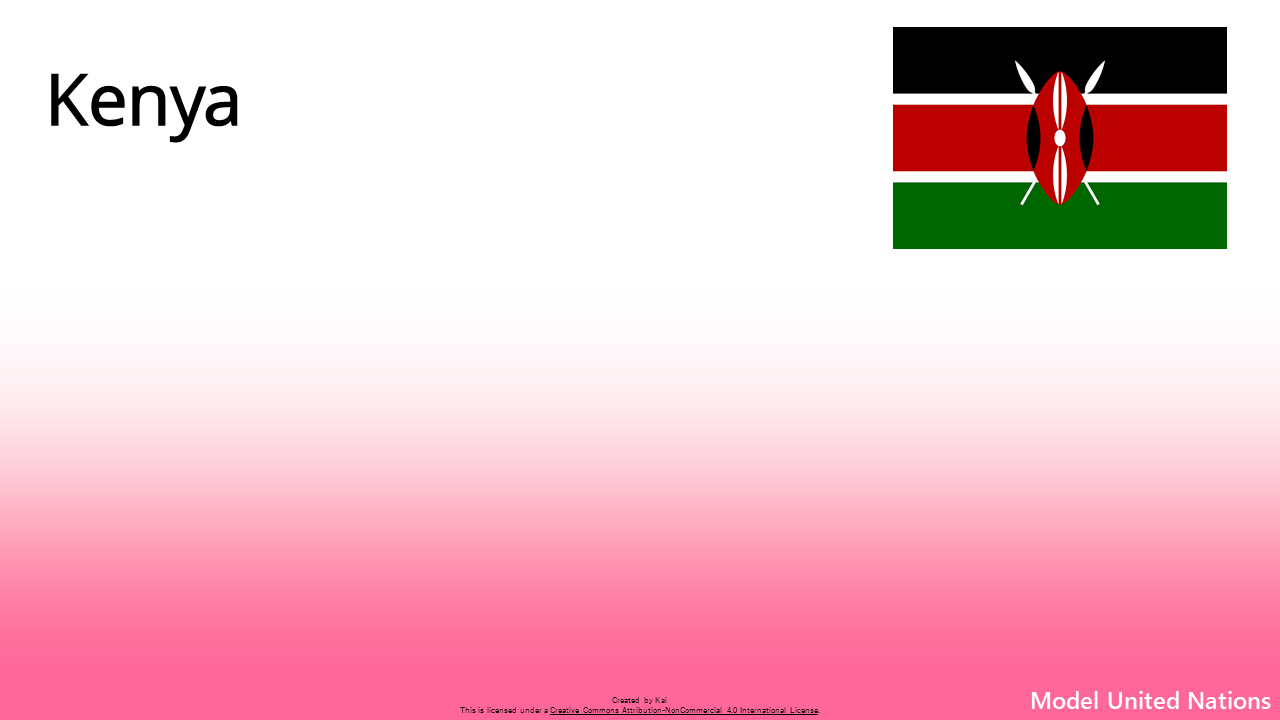 Kenya
Created by Kai
This is licensed under a Creative Commons Attribution-NonCommercial 4.0 International License.
Model United Nations